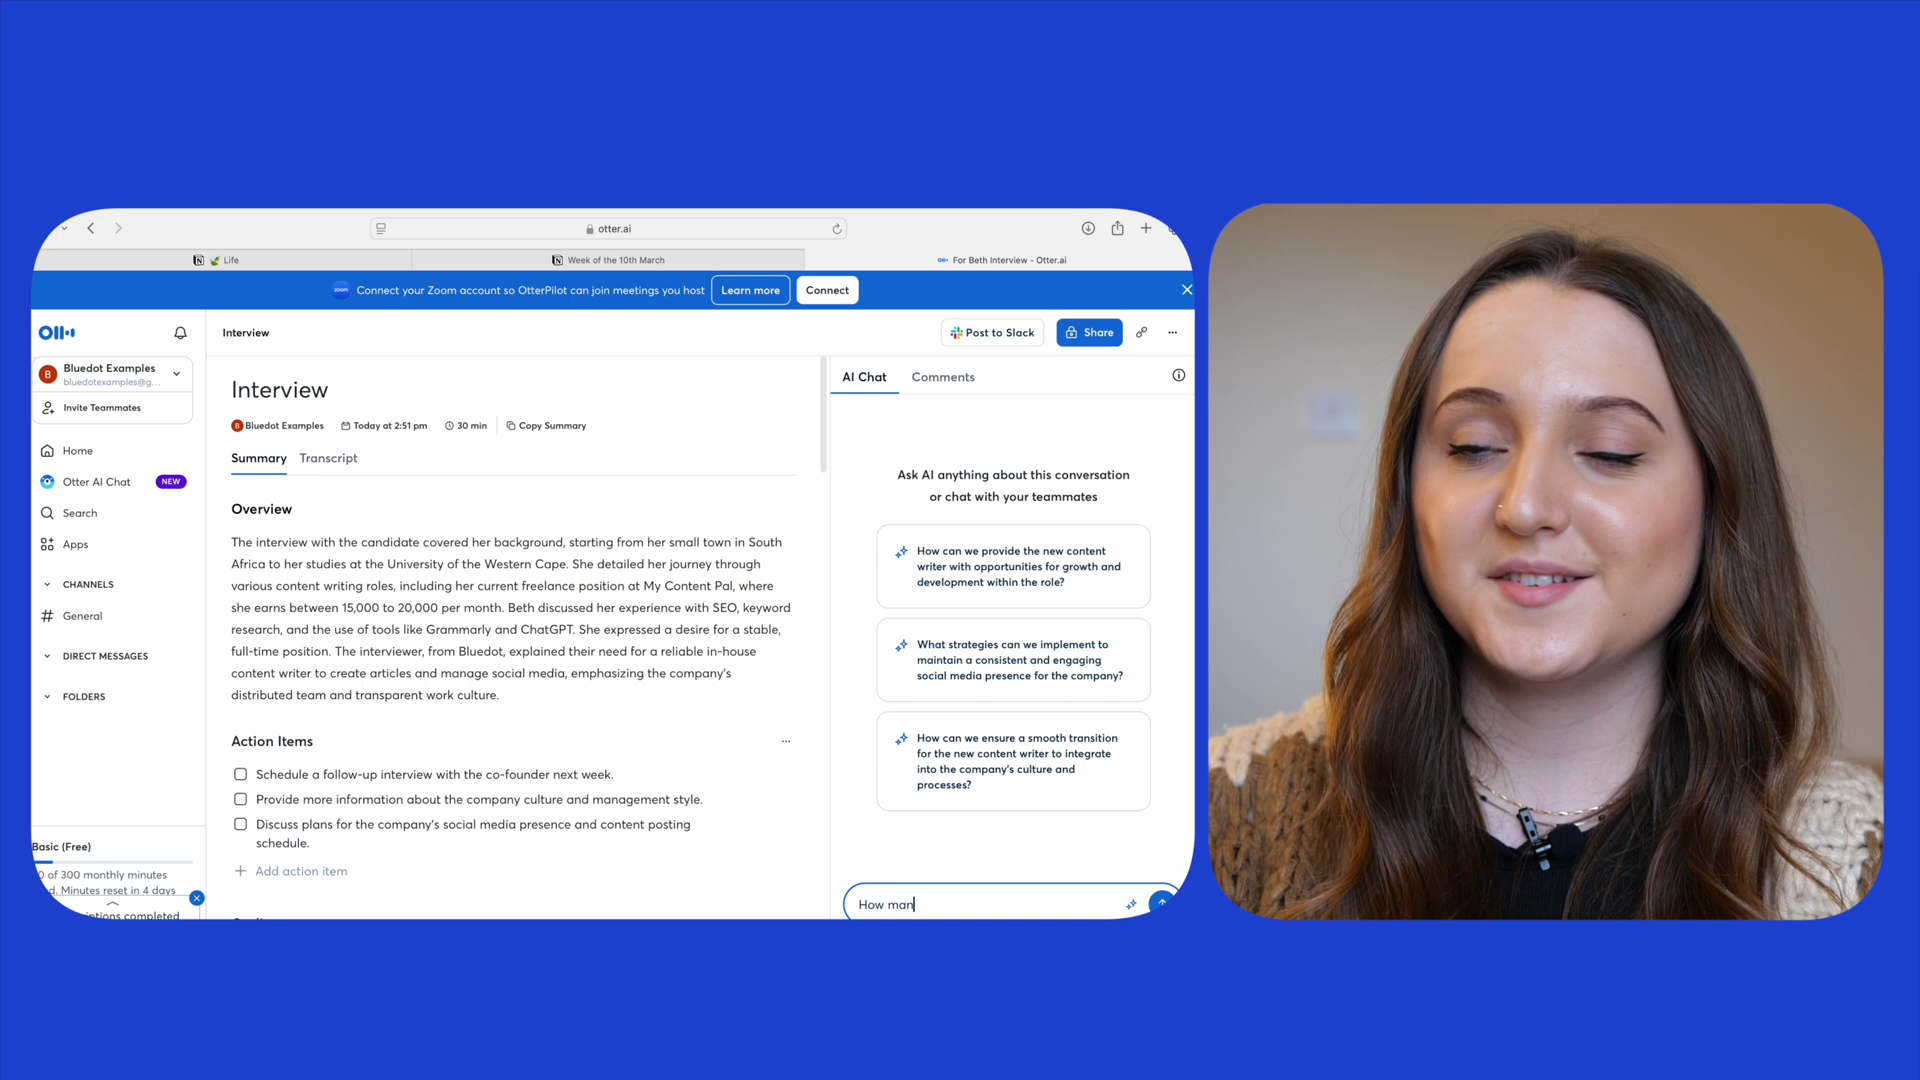 otter.ai
Life
Week of the 10th March
For Beth Interview - Otter.ai
zoom
Connect your Zoom account so OtterPilot can join meetings you host
Learn more
Connect
Interview
Post to Slack
Share
B
Bluedot Examples
bluedotexamples@g...
Invite Teammates
Home
Otter AI Chat
NEW
Search
Apps
CHANNELS
General
DIRECT MESSAGES
FOLDERS
Basic (Free)
0 of 300 monthly minutes
d. Minutes reset in 4 days
ptions completed
Interview
B Bluedot Examples
Today at 2:51 pm
30 min
Copy Summary
Summary
Transcript
Overview
The interview with the candidate covered her background, starting from her small town in South
Africa to her studies at the University of the Western Cape. She detailed her journey through
various content writing roles, including her current freelance position at My Content Pal, where
she earns between 15,000 to 20,000 per month. Beth discussed her experience with SEO, keyword
research, and the use of tools like Grammarly and ChatGPT. She expressed a desire for a stable,
full-time position. The interviewer, from Bluedot, explained their need for a reliable in-house
content writer to create articles and manage social media, emphasizing the company's
distributed team and transparent work culture.
Action Items
Schedule a follow-up interview with the co-founder next week.
Provide more information about the company culture and management style.
Discuss plans for the company's social media presence and content posting
schedule.
Add action item
AI Chat
Comments
Ask AI anything about this conversation
or chat with your teammates
How can we provide the new content
writer with opportunities for growth and
development within the role?
What strategies can we implement to
maintain a consistent and engaging
social media presence for the company?
How can we ensure a smooth transition
for the new content writer to integrate
into the company's culture and
processes?
How man